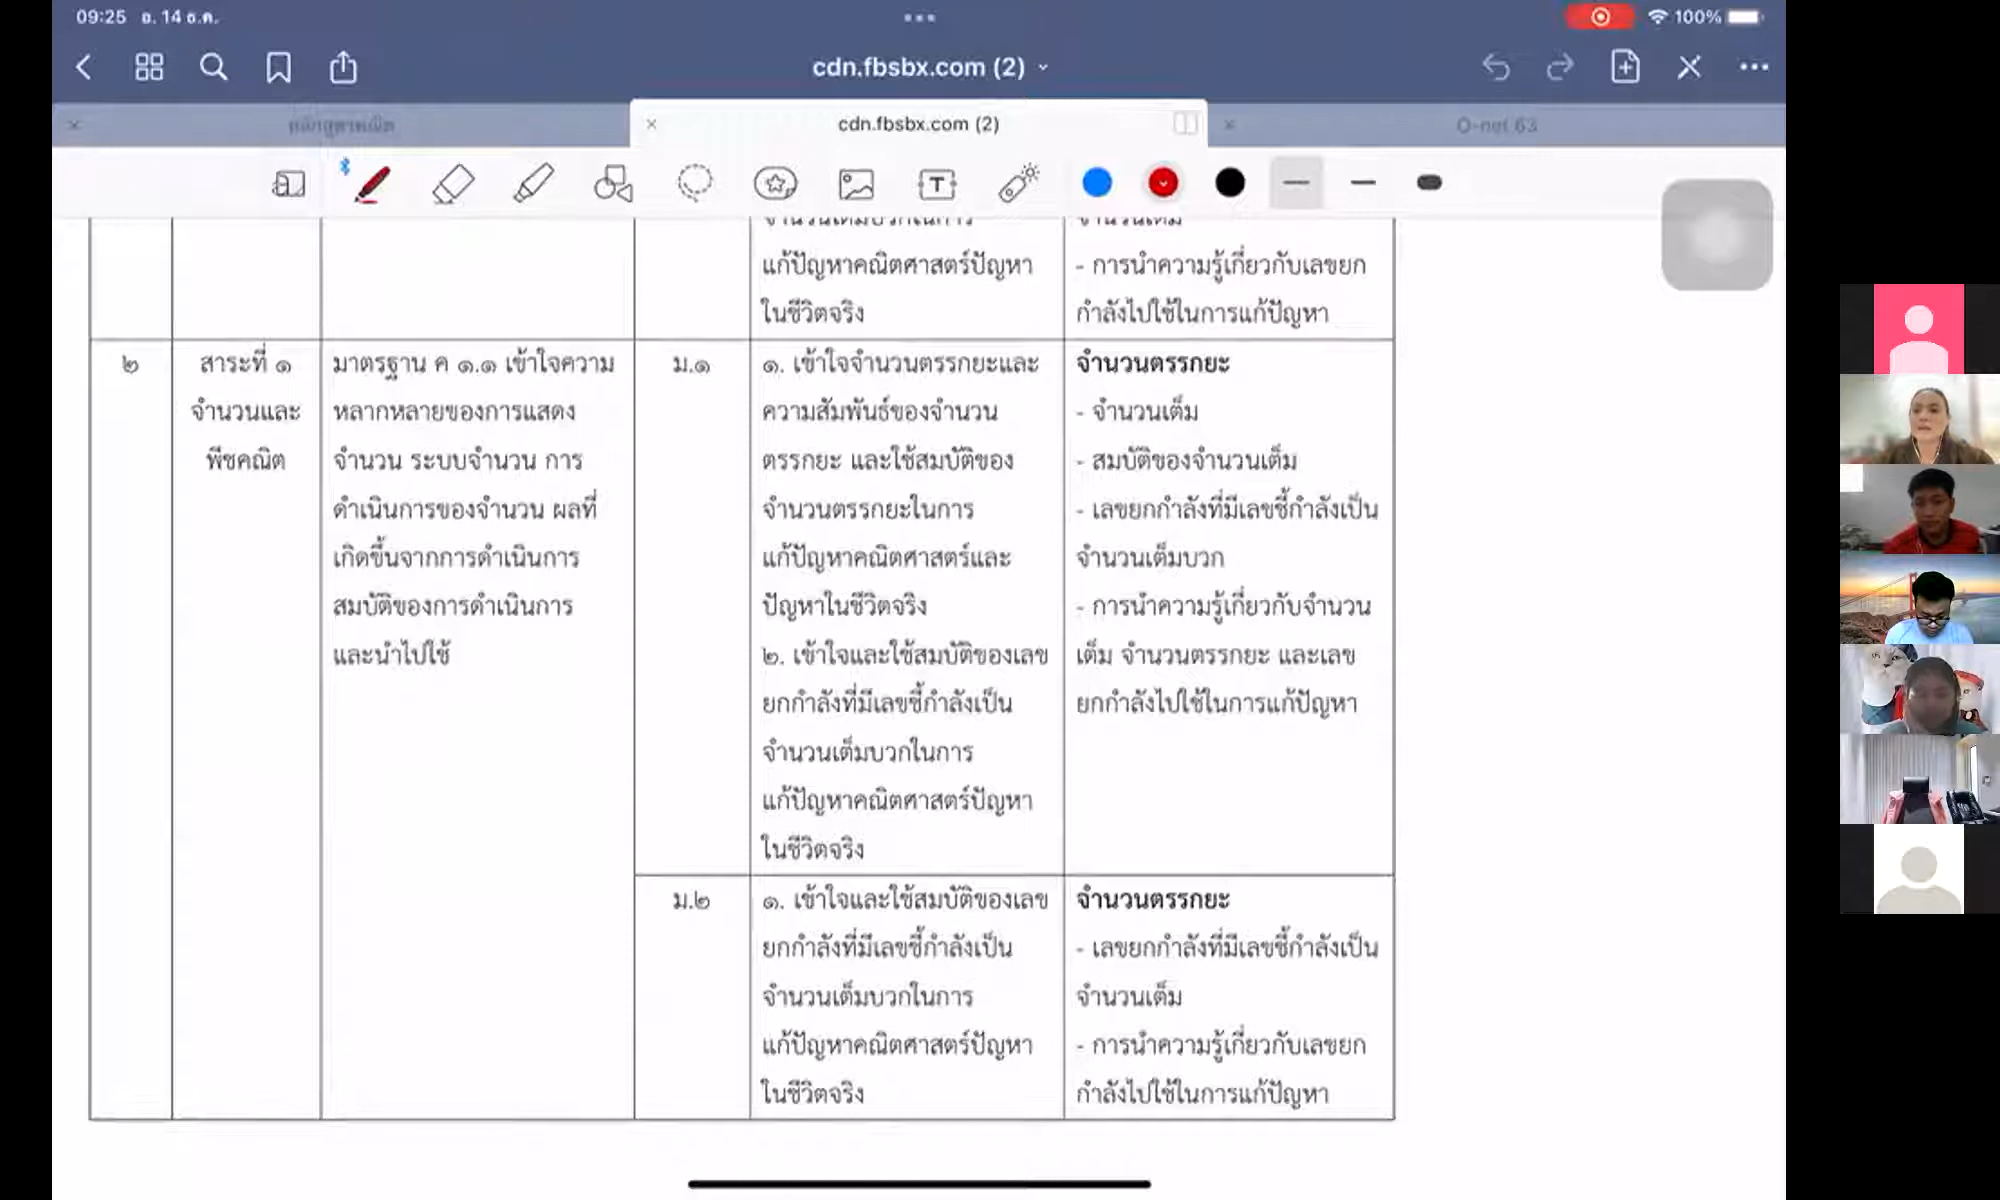 09:25 อ. 14 ธ.ค.
100%
cdn.fbsbx.com (2)
หลักสูตรคณิต
cdn.fbsbx.com (2)
O-net 63
T
แก้ปัญหาคณิตศาสตร์ปัญหา
ในชีวิตจริง
- การนำความรู้เกี่ยวกับเลขยก
กำลังไปใช้ในการแก้ปัญหา
๒
สาระที่ ๑
จำนวนและ
พีชคณิต
มาตรฐาน ค ๑.๑ เข้าใจความ
หลากหลายของการแสดง
จำนวน ระบบจำนวน การ
ดำเนินการของจำนวน ผลที่
เกิดขึ้นจากการดำเนินการ
สมบัติของการดำเนินการ
และนำไปใช้
ม.๑
๑. เข้าใจจำนวนตรรกยะและ
ความสัมพันธ์ของจำนวน
ตรรกยะ และใช้สมบัติของ
จำนวนตรรกยะในการ
แก้ปัญหาคณิตศาสตร์และ
ปัญหาในชีวิตจริง
๒. เข้าใจและใช้สมบัติของเลข
ยกกำลังที่มีเลขชี้กำลังเป็น
จำนวนเต็มบวกในการ
แก้ปัญหาคณิตศาสตร์ปัญหา
ในชีวิตจริง
จำนวนตรรกยะ
- จำนวนเต็ม
- สมบัติของจำนวนเต็ม
- เลขยกกำลังที่มีเลขชี้กำลังเป็น
จำนวนเต็มบวก
- การนำความรู้เกี่ยวกับจำนวน
เต็ม จำนวนตรรกยะ และเลข
ยกกำลังไปใช้ในการแก้ปัญหา
ม.๒
๑. เข้าใจและใช้สมบัติของเลข
ยกกำลังที่มีเลขชี้กำลังเป็น
จำนวนเต็มบวกในการ
แก้ปัญหาคณิตศาสตร์ปัญหา
ในชีวิตจริง
จำนวนตรรกยะ
- เลขยกกำลังที่มีเลขชี้กำลังเป็น
จำนวนเต็ม
- การนำความรู้เกี่ยวกับเลขยก
กำลังไปใช้ในการแก้ปัญหา